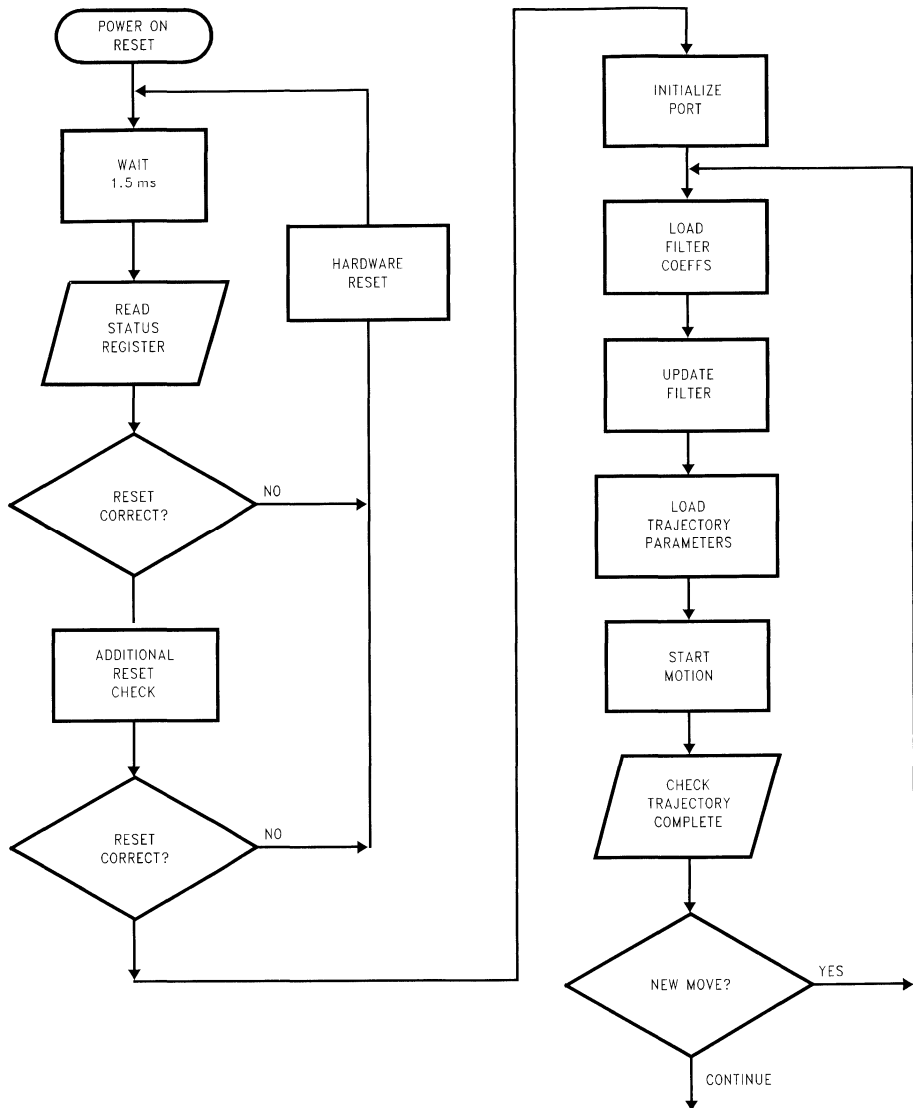 POWER ON
RESET
WAIT
1.5 ms
READ
STATUS
REGISTER
HARDWARE
RESET
RESET
CORRECT?
NO
ADDITIONAL
RESET
CHECK
RESET
CORRECT?
NO
INITIALIZE
PORT
LOAD
FILTER
COEFFS
UPDATE
FILTER
LOAD
TRAJECTORY
PARAMETERS
START
MOTION
CHECK
TRAJECTORY
COMPLETE
NEW MOVE?
YES
CONTINUE